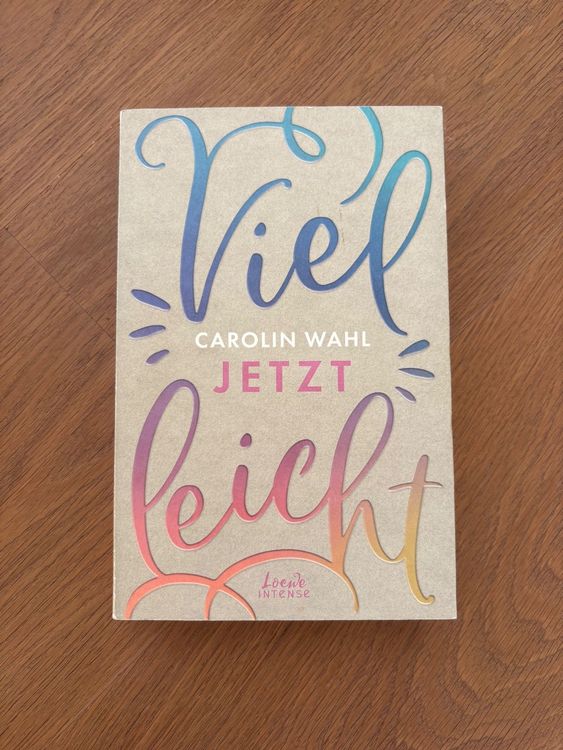 Viel
CAROLIN WAHL
JETZT
leicht
Loewe
INTENSE